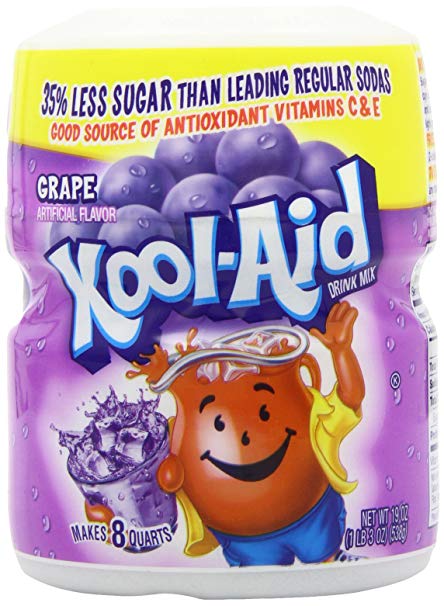 35% LESS SUGAR THAN LEADING REGULAR SODAS
GOOD SOURCE OF ANTIOXIDANT VITAMINS C&E
GRAPE
ARTIFICIAL FLAVOR
Kool-Aid
DRINK MIX
®
MAKES 8 QUARTS
NET WT 19 OZ
(1 LB 3 OZ) (538g)